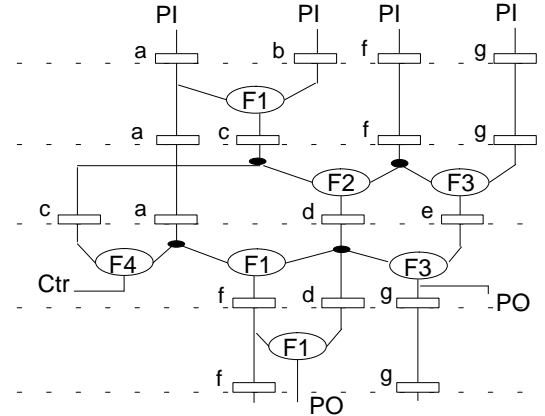 PI PI PI PI
a b f g
F1
a c f g
F2 F3
c a d e
F4 F1 F3
Ctr
f d g
PO
F1
f g
PO